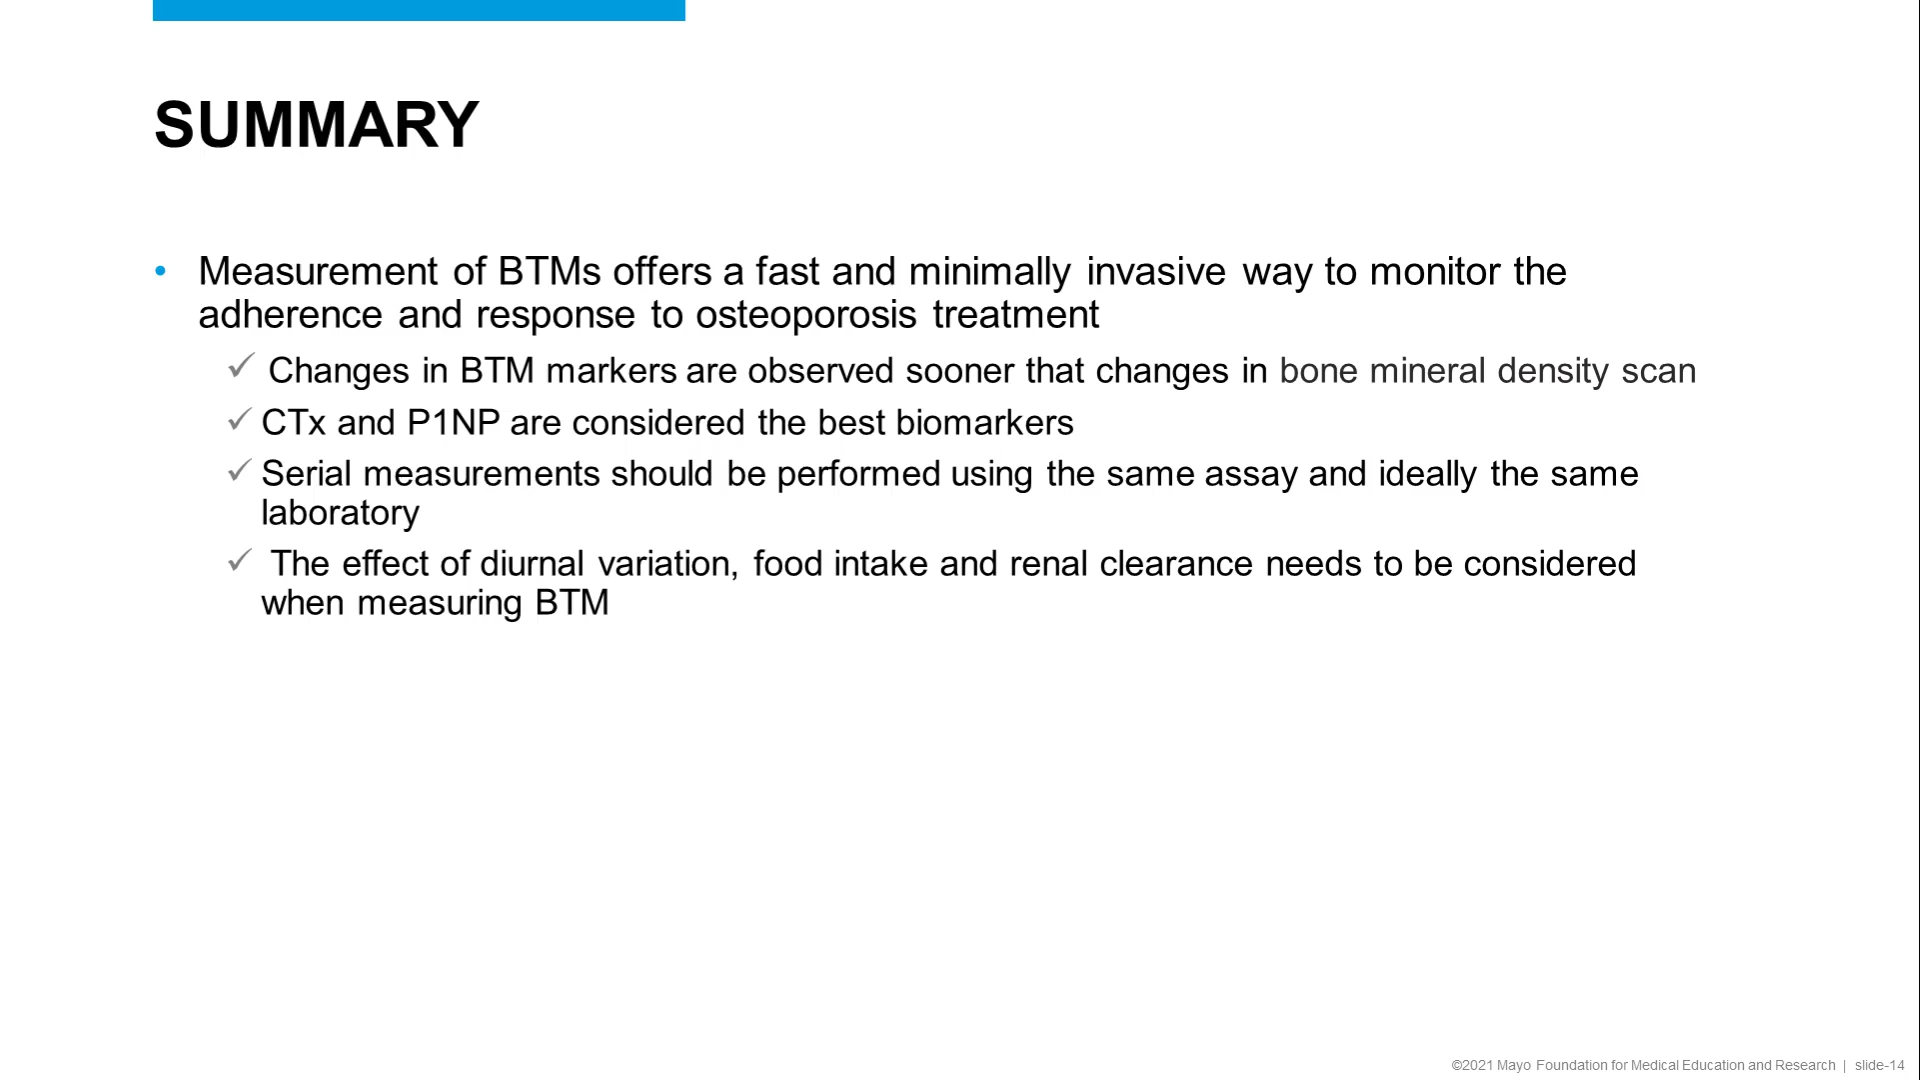 SUMMARY
• Measurement of BTMs offers a fast and minimally invasive way to monitor the
adherence and response to osteoporosis treatment
✓ Changes in BTM markers are observed sooner that changes in bone mineral density scan
✓ CTx and P1NP are considered the best biomarkers
✓ Serial measurements should be performed using the same assay and ideally the same
laboratory
✓ The effect of diurnal variation, food intake and renal clearance needs to be considered
when measuring BTM
©2021 Mayo Foundation for Medical Education and Research | slide-14